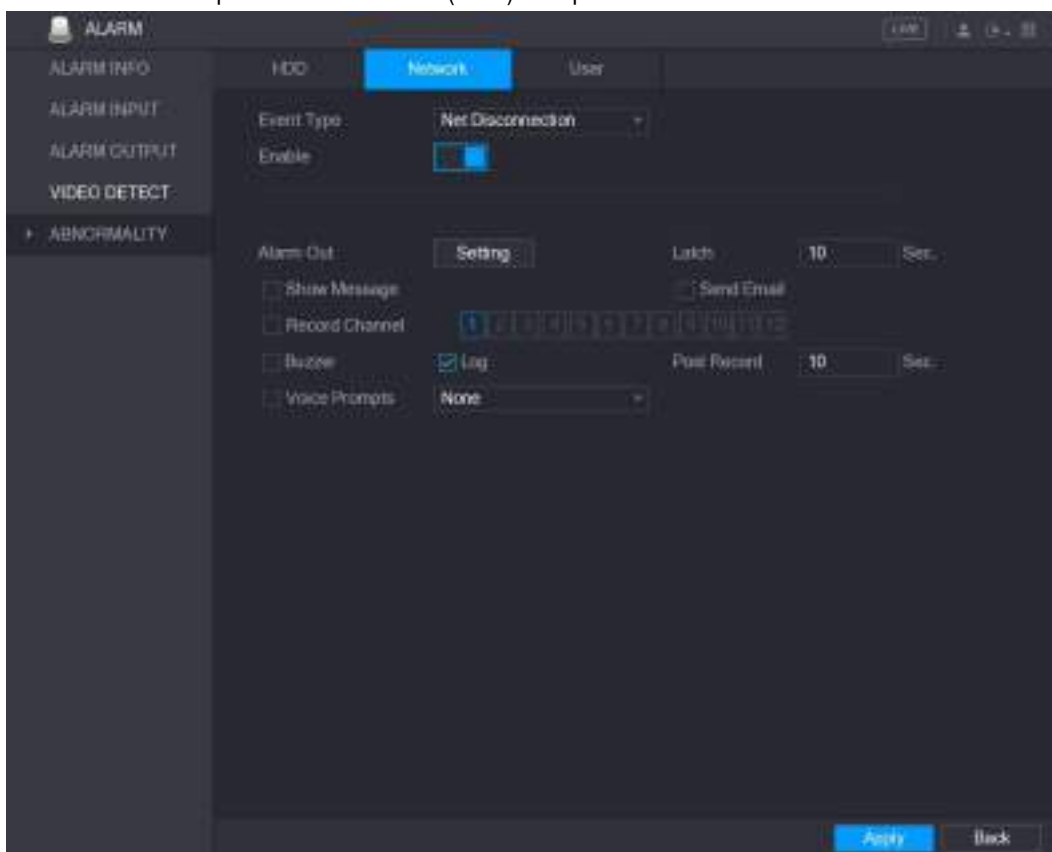 ALARM
LIVE
ALARM INFO
HDD Network User
ALARM INPUT
Event Type Net Disconnection
ALARM OUTPUT
Enable
VIDEO DETECT
ABNORMALITY
Alarm Out Setting Latch 10 Sec.
Show Message Send Email
Record Channel 1 2 3 4 5 6 7 8 9 10 11 12
Buzzer Log Post Record 10 Sec.
Voice Prompts None
Apply Back